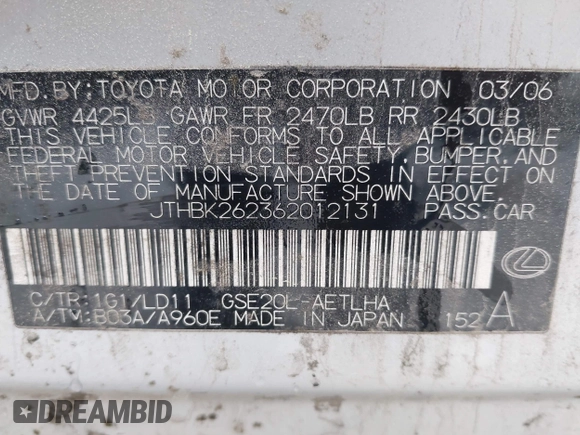 MFD. BY: TOYOTA MOTOR CORPORATION 03/06
GVWR 4425LB GAWR FR 2470LB RR 2430LB
THIS VEHICLE CONFORMS TO ALL APPLICABLE
FEDERAL MOTOR VEHICLE SAFETY, BUMPER, AND
THEFT PREVENTION STANDARDS IN EFFECT ON
THE DATE OF MANUFACTURE SHOWN ABOVE.
JTHBK262362012131 PASS. CAR
C/TR: 1G1/LD11 GSE20L-AETLHA
A/TM: B03A/A960E MADE IN JAPAN 152 A
DREAMBID